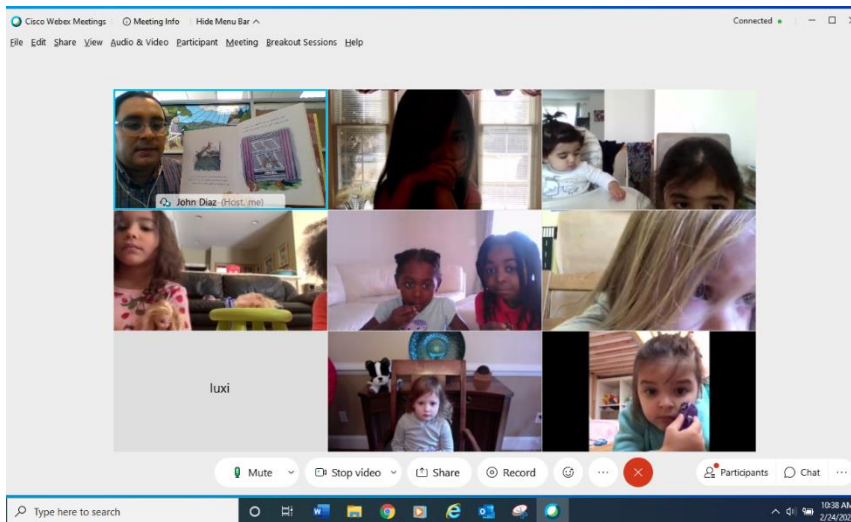 Cisco Webex Meetings Meeting Info Hide Menu Bar Connected
File Edit Share View Audio & Video Participant Meeting Breakout Sessions Help
John Diaz (Host, me)
luxi
Mute Stop video Share Record Participants Chat
Type here to search
10:38 AM